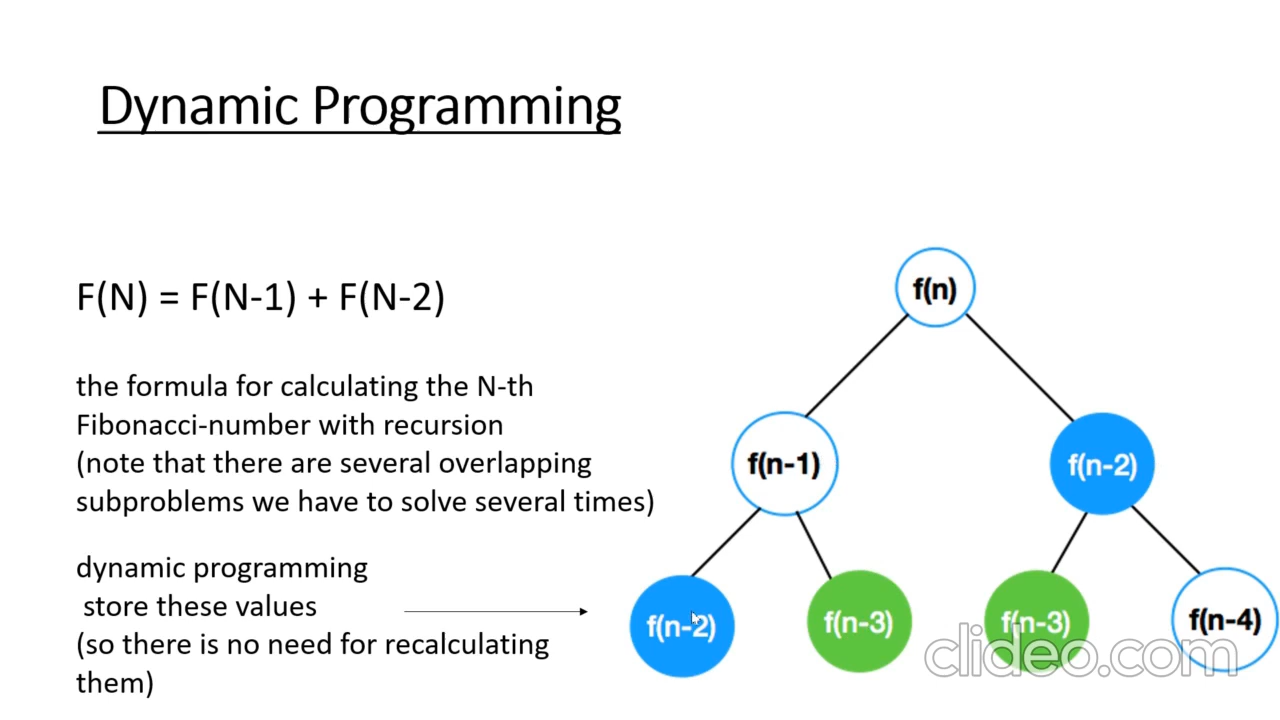 Dynamic Programming
F(N) = F(N-1) + F(N-2)
the formula for calculating the N-th
Fibonacci-number with recursion
(note that there are several overlapping
subproblems we have to solve several times)
dynamic programming
store these values
(so there is no need for recalculating
them)
f(n)
f(n-1)
f(n-2)
f(n-2)
f(n-3)
f(n-3)
f(n-4)
clideo.com